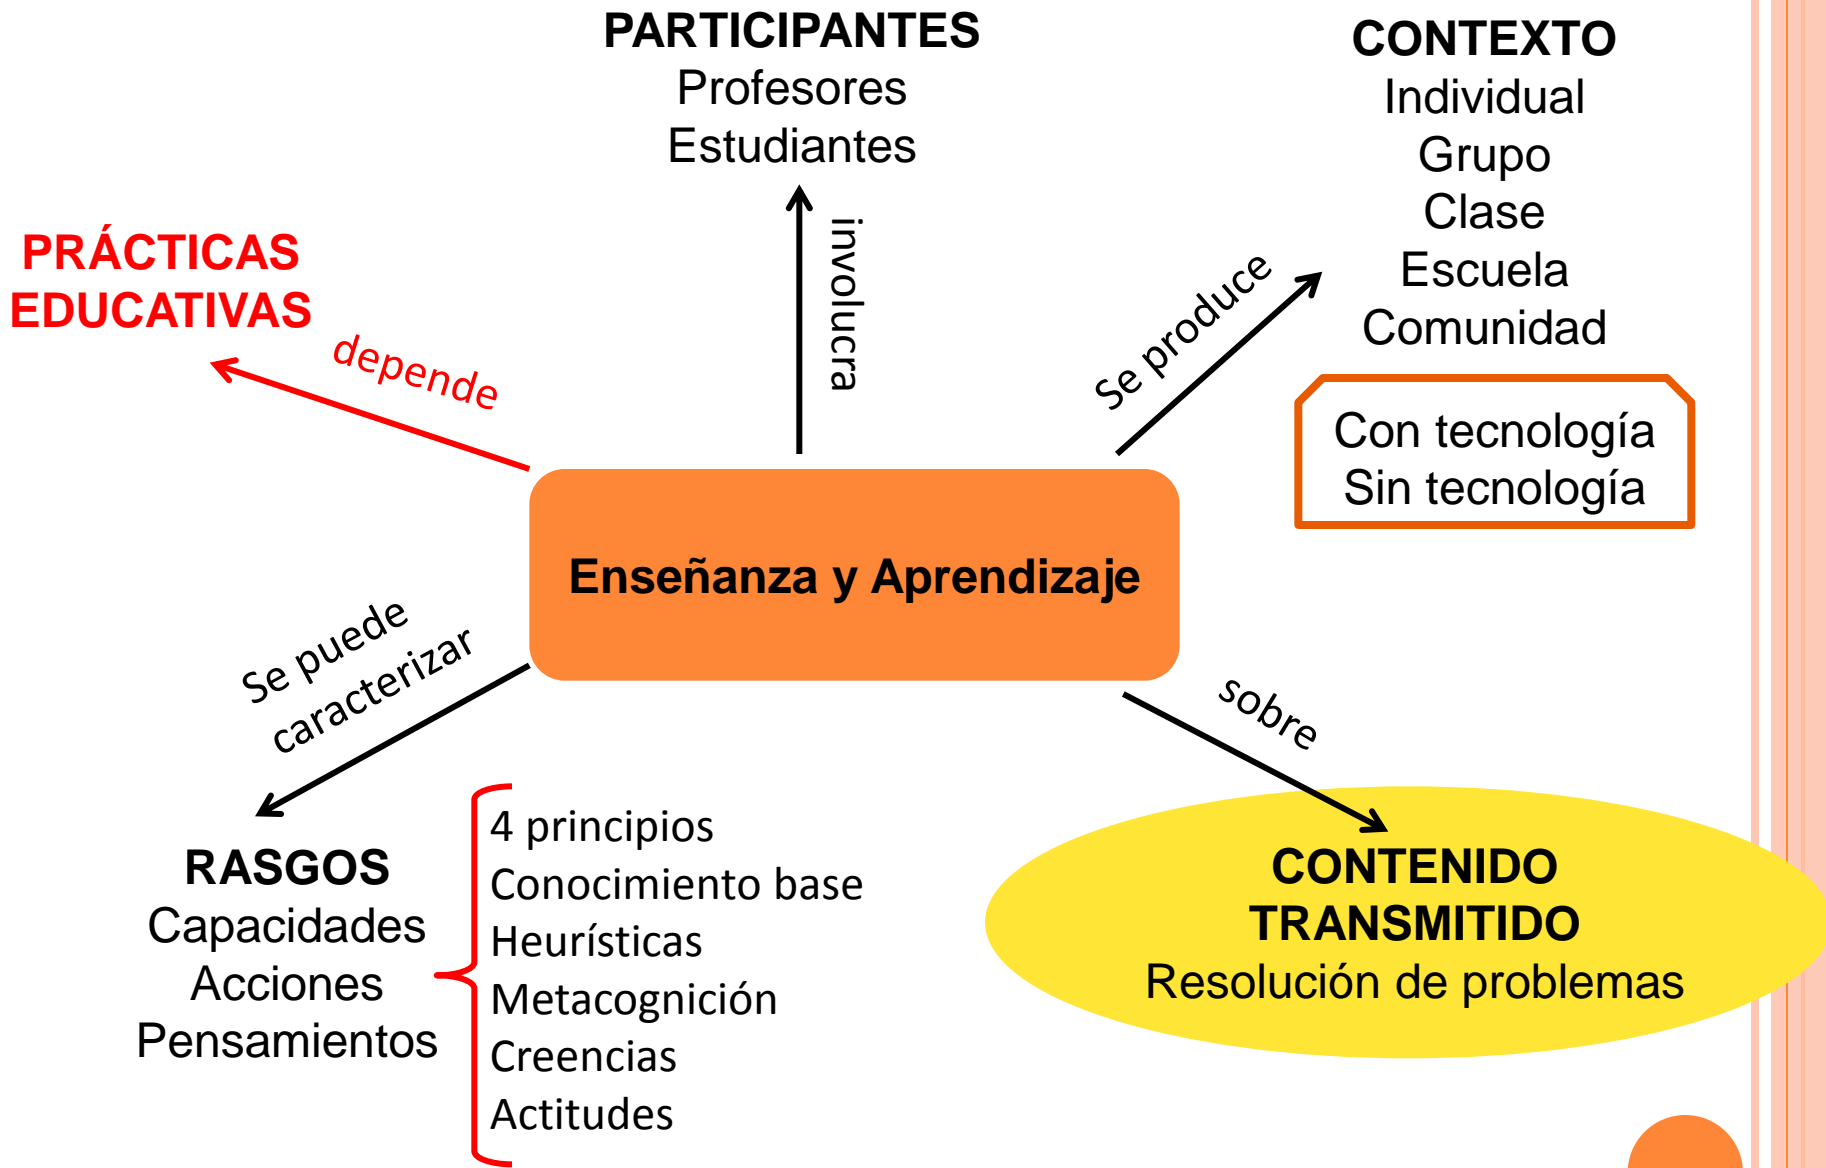 PARTICIPANTES
Profesores
Estudiantes
CONTEXTO
Individual
Grupo
Clase
Escuela
Comunidad
Con tecnología
Sin tecnología
PRÁCTICAS
EDUCATIVAS
depende
involucra
Se produce
Enseñanza y Aprendizaje
Se puede
caracterizar
sobre
RASGOS
Capacidades
Acciones
Pensamientos
4 principios
Conocimiento base
Heurísticas
Metacognición
Creencias
Actitudes
CONTENIDO
TRANSMITIDO
Resolución de problemas